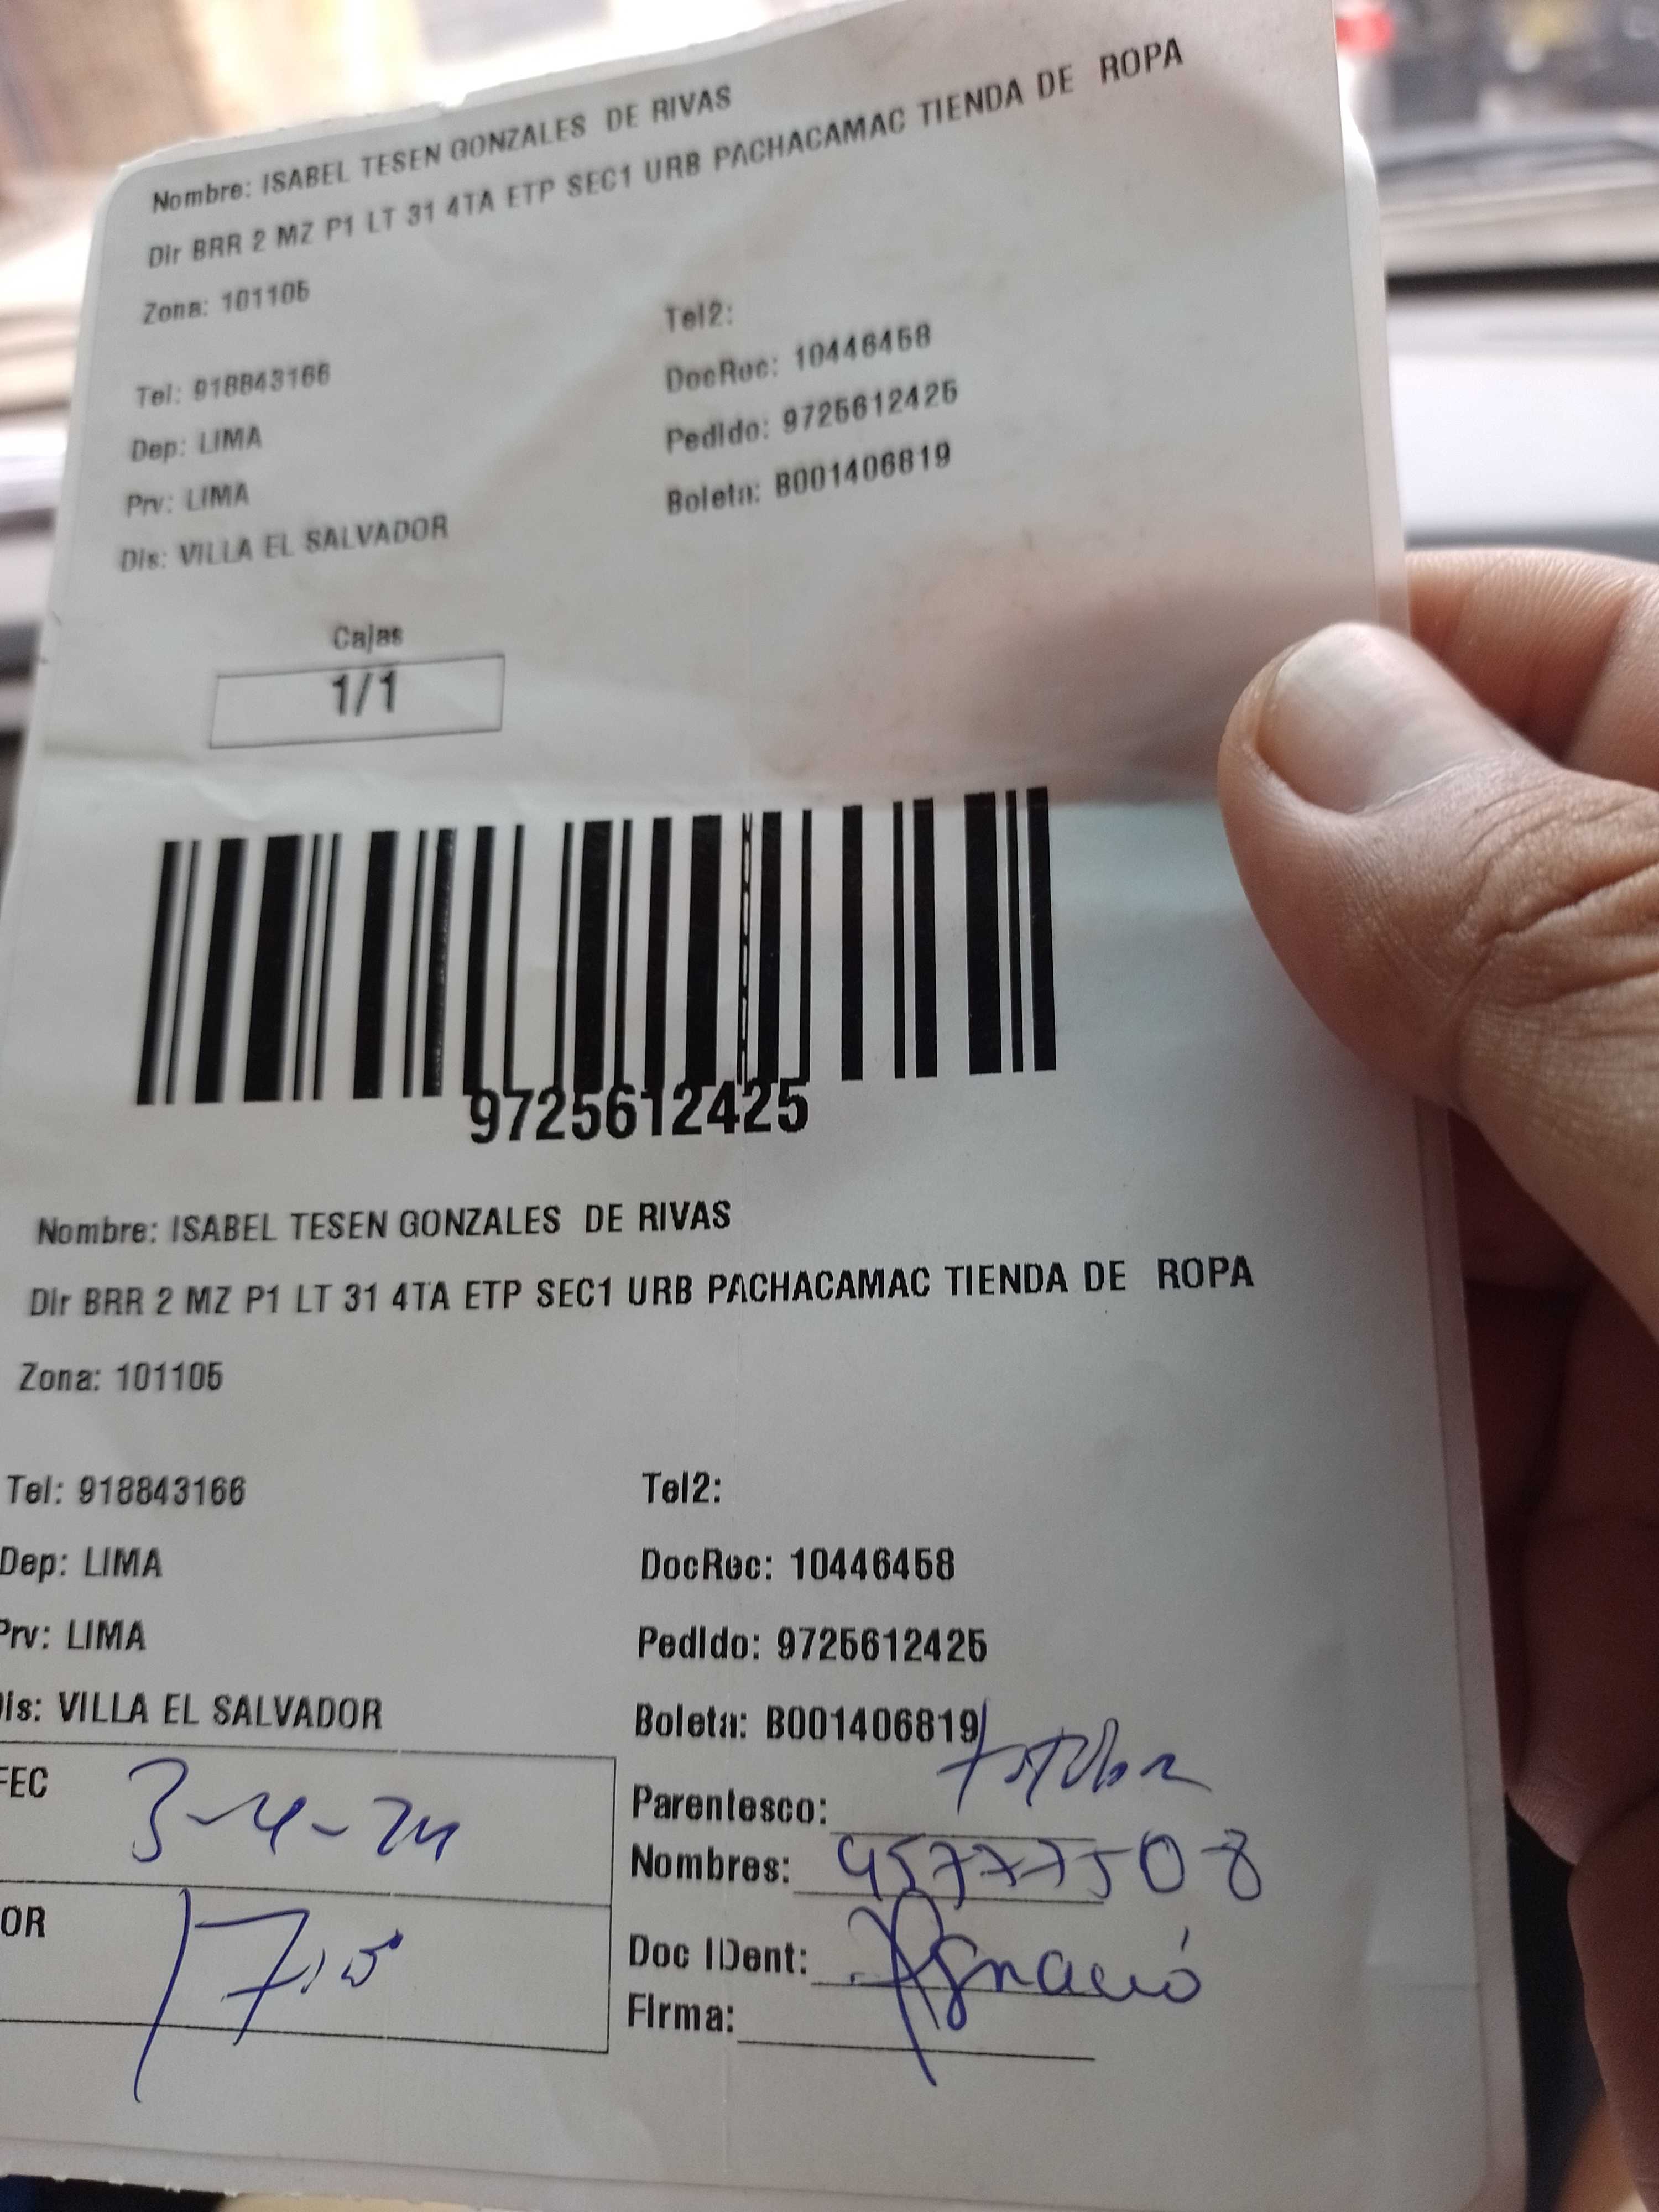 Nombre: ISABEL TESEN GONZALES DE RIVAS
Dir BRR 2 MZ P1 LT 31 4TA ETP SEC1 URB PACHACAMAC TIENDA DE ROPA
Zona: 101105
Tel2:
Tel: 918843166
DocRec: 10446458
Dep: LIMA
Pedido: 9725612425
Prv: LIMA
Boleta: B001406819
Dis: VILLA EL SALVADOR
Cajas
1/1
9725612425
Nombre: ISABEL TESEN GONZALES DE RIVAS
Dir BRR 2 MZ P1 LT 31 4TA ETP SEC1 URB PACHACAMAC TIENDA DE ROPA
Zona: 101105
Tel: 918843166 Tel2:
Dep: LIMA DocRec: 10446458
Prv: LIMA Pedido: 9725612425
Dis: VILLA EL SALVADOR Boleta: B001406819
FEC 3-4-24
Parentesco:
Nombres: 45777508
OR
Doc IDent: Ignació
Firma: